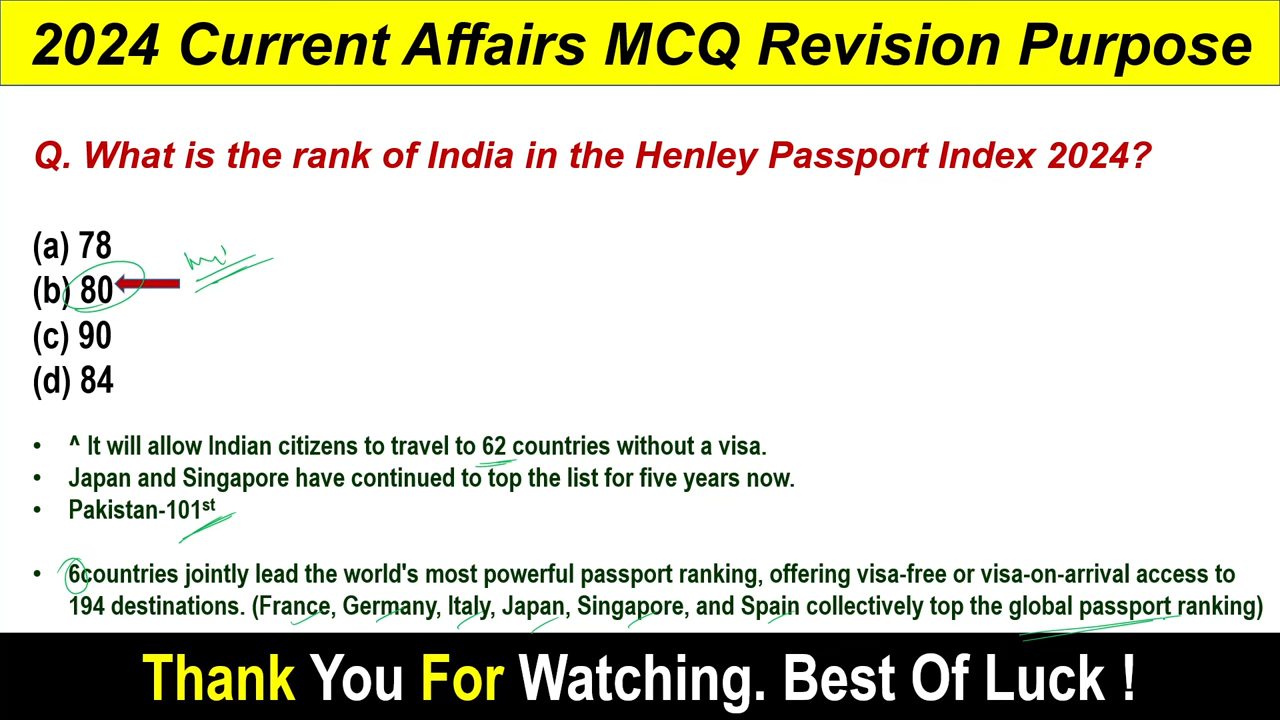 2024 Current Affairs MCQ Revision Purpose
Q. What is the rank of India in the Henley Passport Index 2024?
(a) 78
(b) 80
(c) 90
(d) 84
• ^ It will allow Indian citizens to travel to 62 countries without a visa.
• Japan and Singapore have continued to top the list for five years now.
• Pakistan-101st
• 6countries jointly lead the world's most powerful passport ranking, offering visa-free or visa-on-arrival access to
194 destinations. (France, Germany, Italy, Japan, Singapore, and Spain collectively top the global passport ranking)
Thank You For Watching. Best Of Luck !